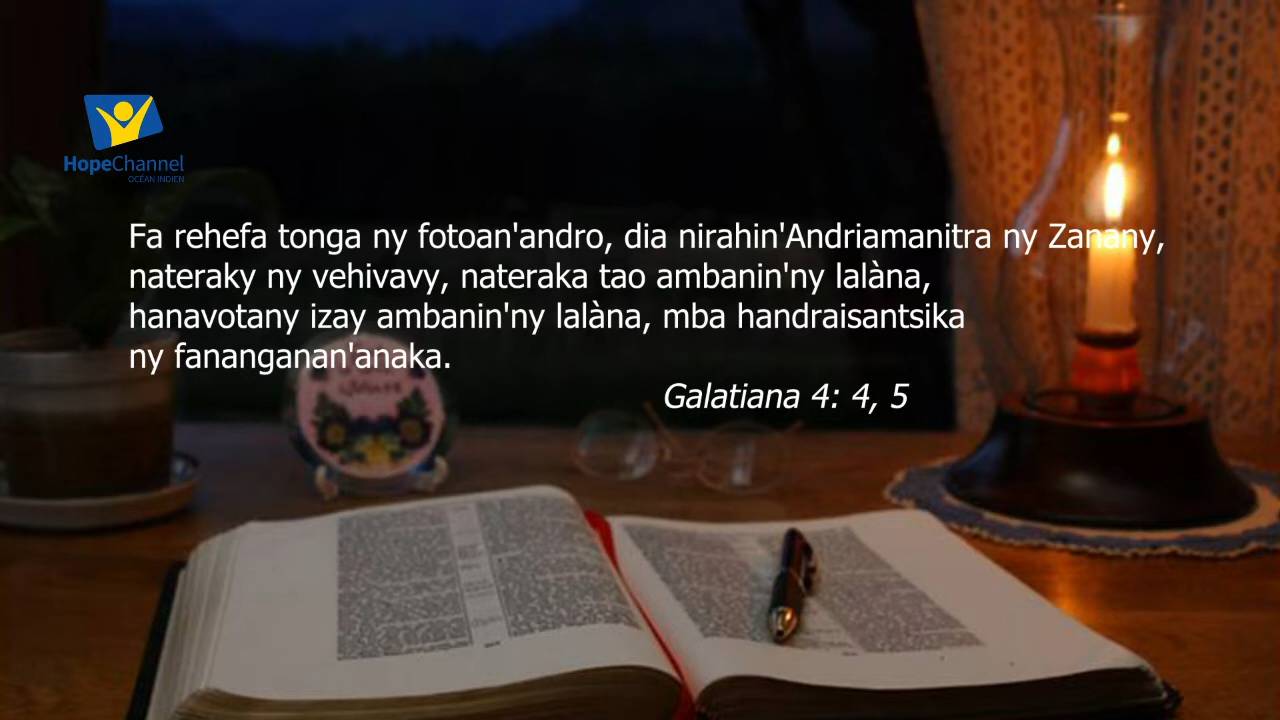 HopeChannel
OCÉAN INDIEN
Fa rehefa tonga ny fotoan'andro, dia nirahin'Andriamanitra ny Zanany,
nateraky ny vehivavy, nateraka tao ambanin'ny lalàna,
hanavotany izay ambanin'ny lalàna, mba handraisantsika
ny fananganan'anaka.
Galatiana 4: 4, 5